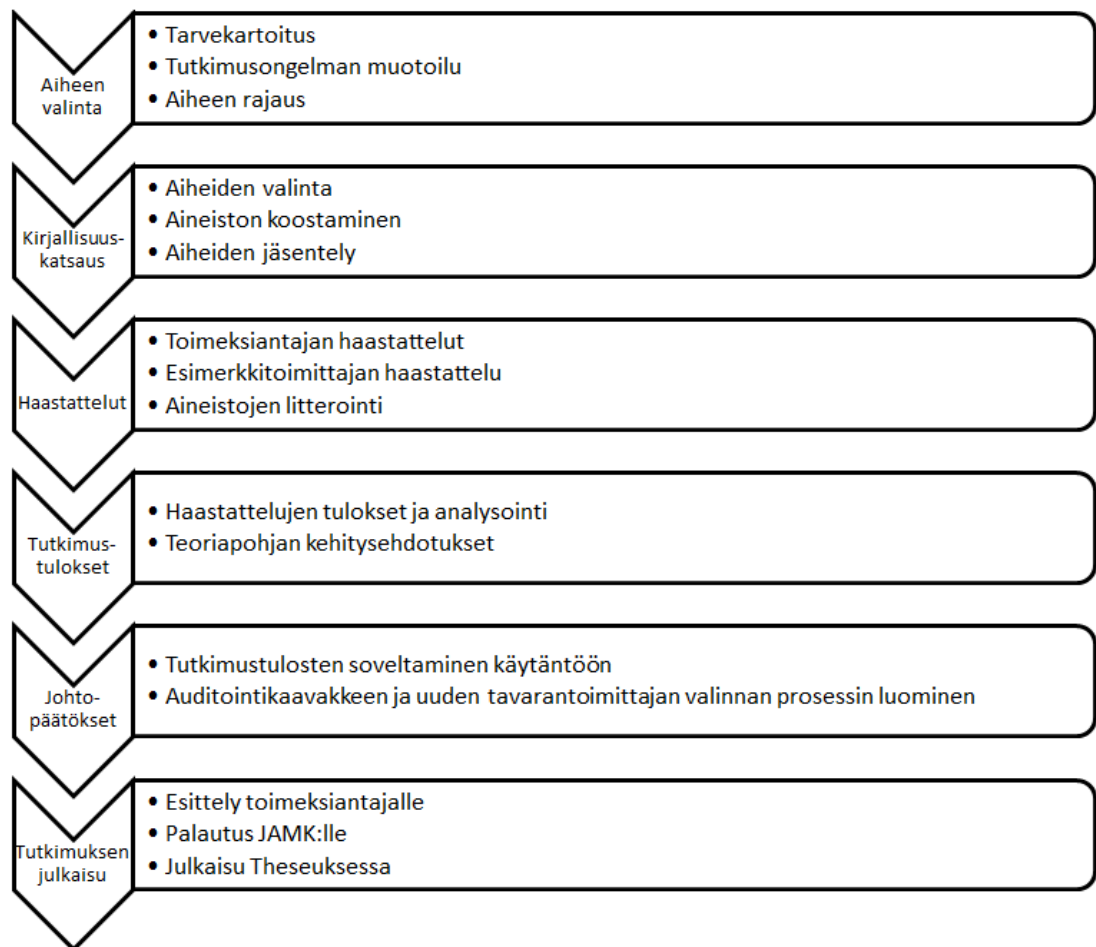 Aiheen
valinta
• Tarvekartoitus
• Tutkimusongelman muotoilu
• Aiheen rajaus
Kirjallisuus-
katsaus
• Aiheiden valinta
• Aineiston koostaminen
• Aiheiden jäsentely
Haastattelut
• Toimeksiantajan haastattelut
• Esimerkkitoimittajan haastattelu
• Aineistojen litterointi
Tutkimus-
tulokset
• Haastattelujen tulokset ja analysointi
• Teoriapohjan kehitysehdotukset
Johto-
päätökset
• Tutkimustulosten soveltaminen käytäntöön
• Auditointikaavakkeen ja uuden tavarantoimittajan valinnan prosessin luominen
Tutkimuksen
julkaisu
• Esittely toimeksiantajalle
• Palautus JAMK:lle
• Julkaisu Theseuksessa